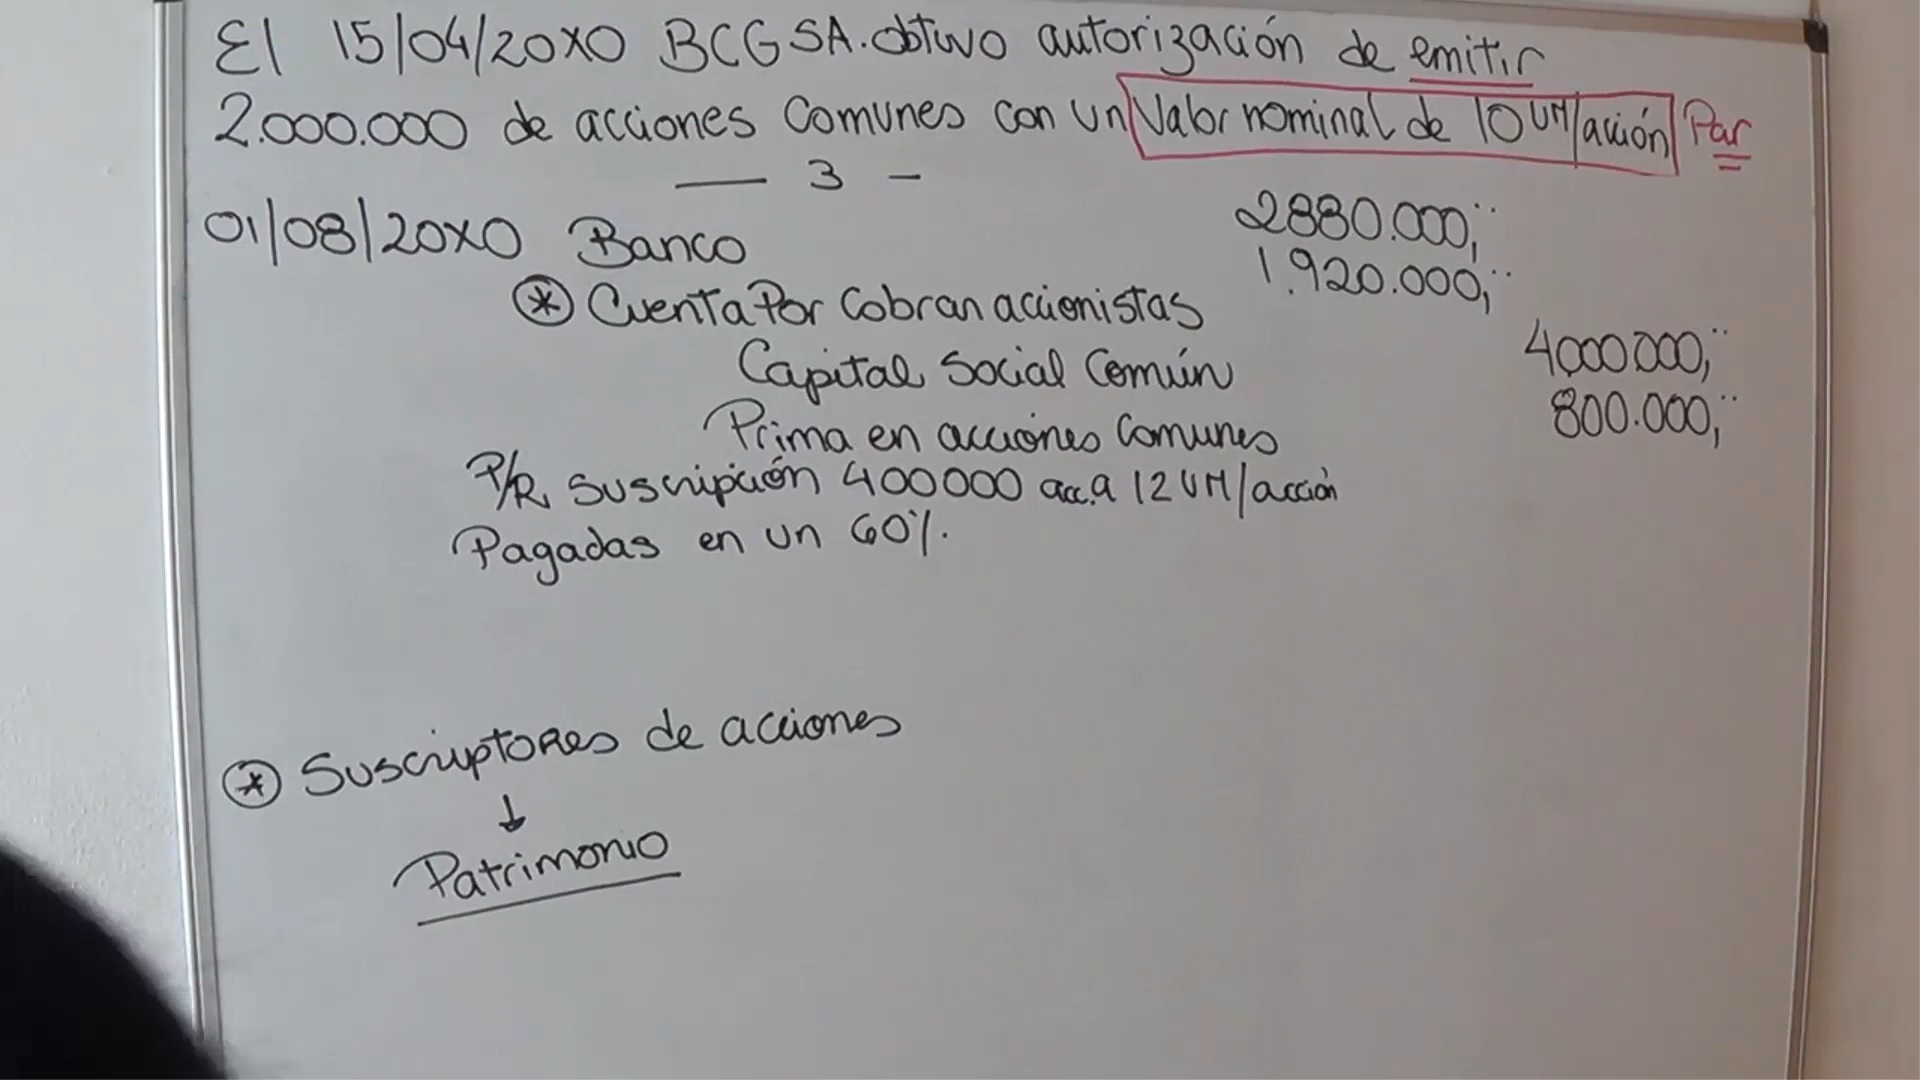 El 15/04/20X0 BCG SA. obtuvo autorización de emitir
2.000.000 de acciones comunes con un Valor nominal de 10 UM/acción Par
— 3 -
01/08/20X0 Banco 2880.000,
* Cuenta Por Cobrar accionistas 1.920.000,
Capital Social Común 4000000,
Prima en acciones Comunes 800.000,
P/R suscripción 400000 acc. a 12 UM/acción
Pagadas en un 60%.
* Suscriptores de acciones
↓
Patrimonio